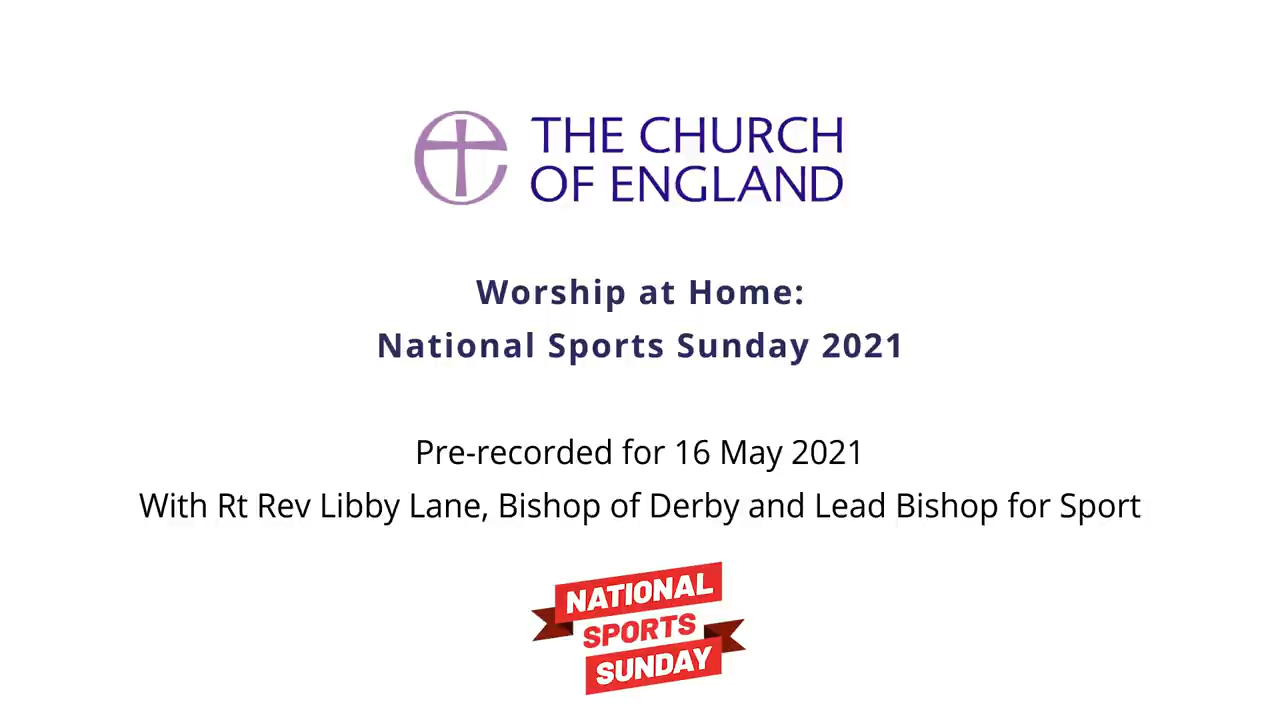 THE CHURCH
OF ENGLAND
Worship at Home:
National Sports Sunday 2021
Pre-recorded for 16 May 2021
With Rt Rev Libby Lane, Bishop of Derby and Lead Bishop for Sport
NATIONAL
SPORTS
SUNDAY